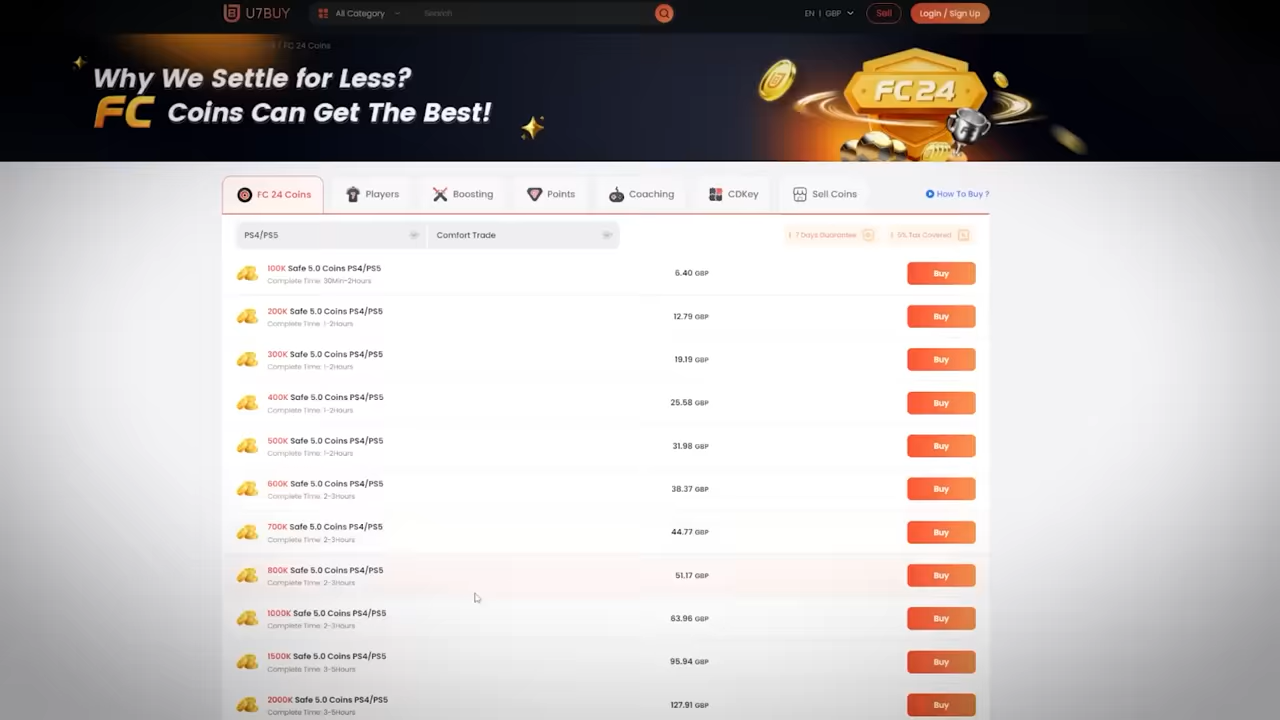 U7BUY All Category Search EN | GBP Sell Login / Sign Up
/ FC 24 Coins
Why We Settle for Less?
FC Coins Can Get The Best!
FC 24
FC 24 Coins Players Boosting Points Coaching CDKey Sell Coins How To Buy ?
PS4/PS5 Comfort Trade 7 Days Guarantee 5% Tax Covered
100K Safe 5.0 Coins PS4/PS5 6.40 GBP Buy
Complete Time: 30Min-2Hours
200K Safe 5.0 Coins PS4/PS5 12.79 GBP Buy
Complete Time: 1-2Hours
300K Safe 5.0 Coins PS4/PS5 19.19 GBP Buy
Complete Time: 1-2Hours
400K Safe 5.0 Coins PS4/PS5 25.58 GBP Buy
Complete Time: 1-2Hours
500K Safe 5.0 Coins PS4/PS5 31.98 GBP Buy
Complete Time: 1-2Hours
600K Safe 5.0 Coins PS4/PS5 38.37 GBP Buy
Complete Time: 2-3Hours
700K Safe 5.0 Coins PS4/PS5 44.77 GBP Buy
Complete Time: 2-3Hours
800K Safe 5.0 Coins PS4/PS5 51.17 GBP Buy
Complete Time: 2-3Hours
1000K Safe 5.0 Coins PS4/PS5 63.96 GBP Buy
Complete Time: 2-3Hours
1500K Safe 5.0 Coins PS4/PS5 95.94 GBP Buy
Complete Time: 3-5Hours
2000K Safe 5.0 Coins PS4/PS5 127.91 GBP Buy
Complete Time: 3-5Hours